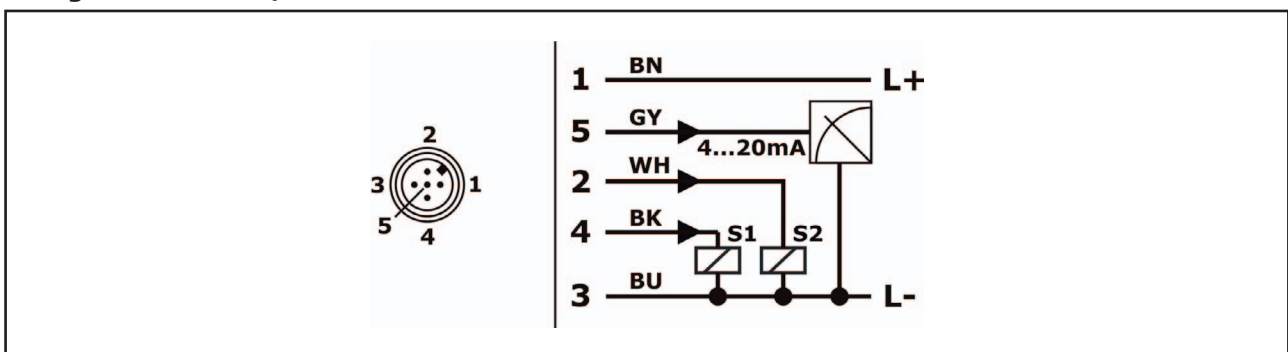 2
3 1
5
4
1 BN L+
5 GY
4...20mA
2 WH
4 BK S1 S2
3 BU L-